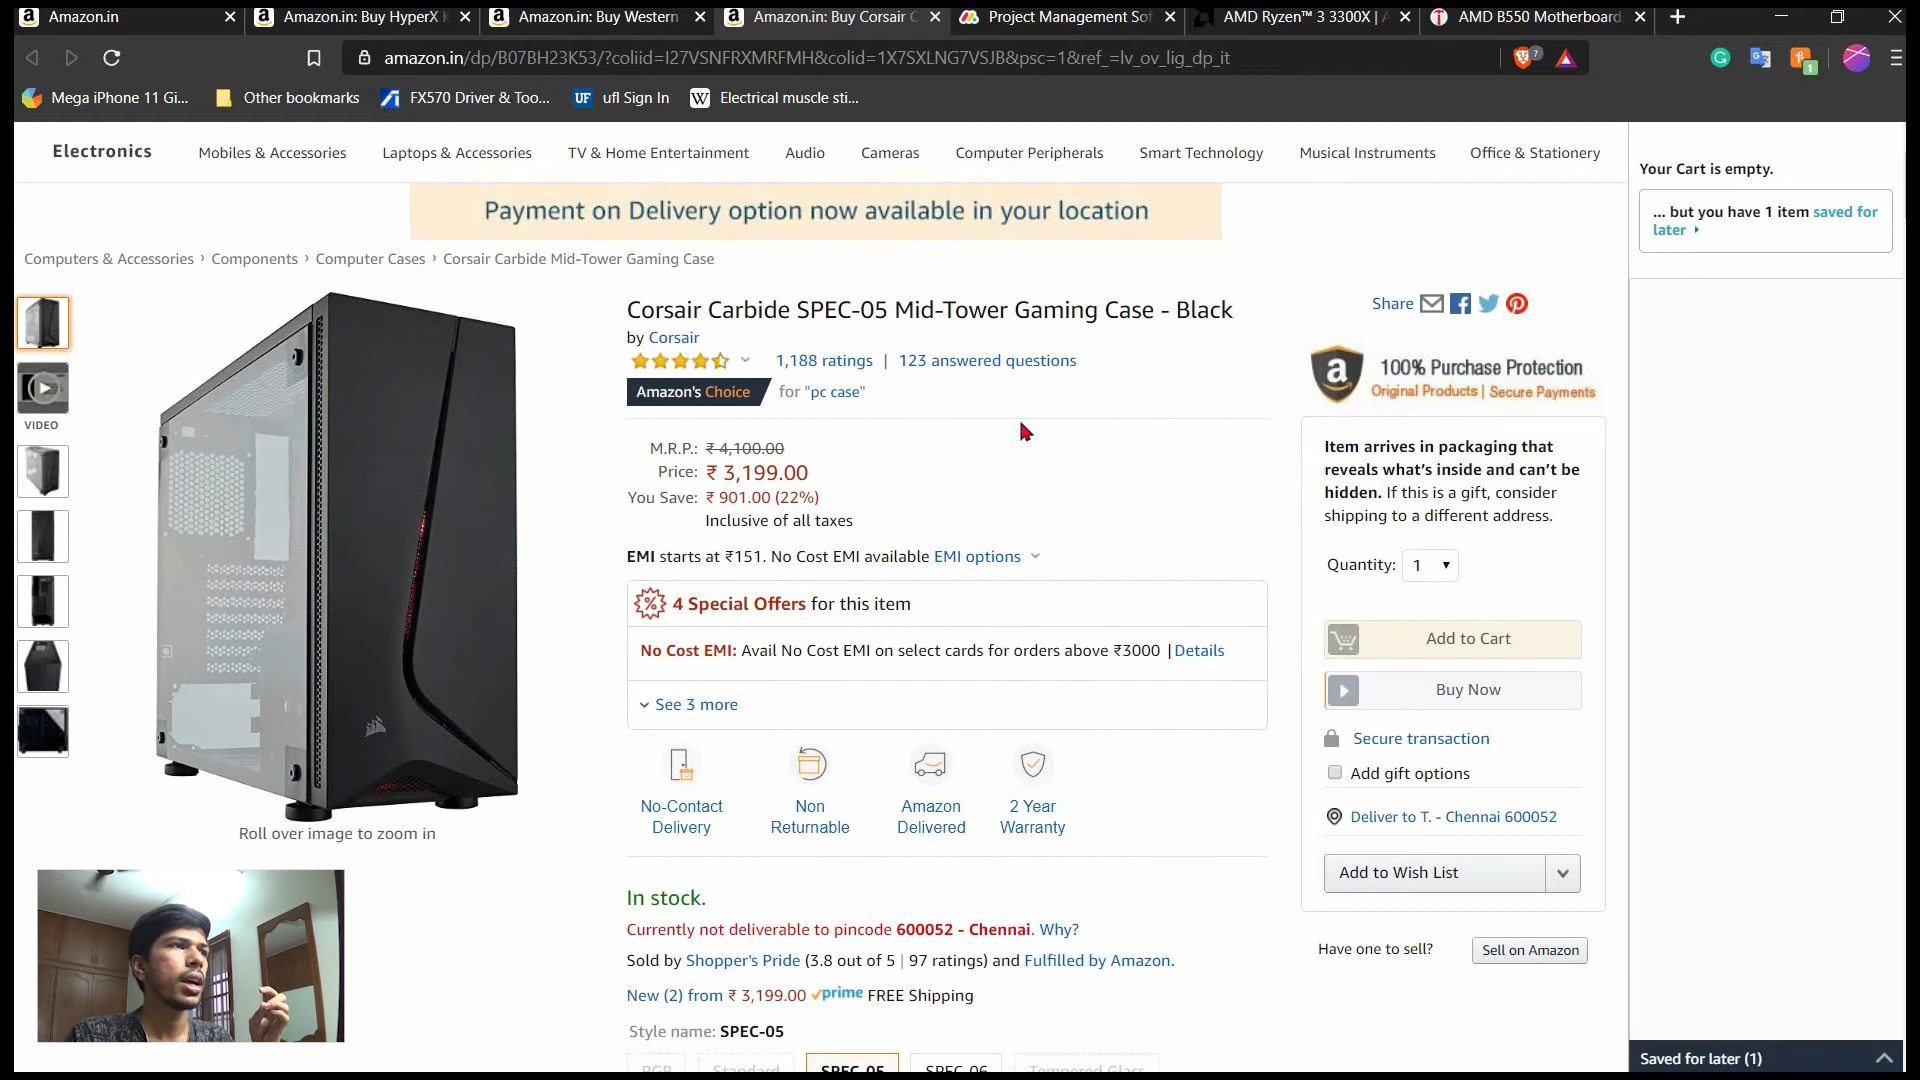 Amazon.in
Amazon.in: Buy HyperX
Amazon.in: Buy Western
Amazon.in: Buy Corsair C
Project Management Sof
AMD Ryzen™ 3 3300X |
AMD B550 Motherboard
amazon.in/dp/B07BH23K53/?coliid=I27VSNFRXMRFMH&colid=1X7SXLNG7VSJB&psc=1&ref_=lv_ov_lig_dp_it
7
1
Mega iPhone 11 Gi...
Other bookmarks
FX570 Driver & Too...
UF ufl Sign In
W Electrical muscle sti...
Electronics
Mobiles & Accessories
Laptops & Accessories
TV & Home Entertainment
Audio
Cameras
Computer Peripherals
Smart Technology
Musical Instruments
Office & Stationery
Your Cart is empty.
... but you have 1 item saved for
later
Payment on Delivery option now available in your location
Computers & Accessories › Components › Computer Cases › Corsair Carbide Mid-Tower Gaming Case
VIDEO
Roll over image to zoom in
Corsair Carbide SPEC-05 Mid-Tower Gaming Case - Black
by Corsair
1,188 ratings | 123 answered questions
Amazon's Choice for "pc case"
M.R.P.: ₹ 4,100.00
Price: ₹ 3,199.00
You Save: ₹ 901.00 (22%)
Inclusive of all taxes
EMI starts at ₹151. No Cost EMI available EMI options
4 Special Offers for this item
No Cost EMI: Avail No Cost EMI on select cards for orders above ₹3000 | Details
See 3 more
No-Contact
Delivery
Non
Returnable
Amazon
Delivered
2 Year
Warranty
In stock.
Currently not deliverable to pincode 600052 - Chennai. Why?
Sold by Shopper's Pride (3.8 out of 5 | 97 ratings) and Fulfilled by Amazon.
New (2) from ₹ 3,199.00 prime FREE Shipping
Style name: SPEC-05
RGB
Standard
SPEC-05
SPEC-06
Tempered Glass
Share
a 100% Purchase Protection
Original Products | Secure Payments
Item arrives in packaging that
reveals what's inside and can't be
hidden. If this is a gift, consider
shipping to a different address.
Quantity: 1
Add to Cart
Buy Now
Secure transaction
Add gift options
Deliver to T. - Chennai 600052
Add to Wish List
Have one to sell?
Sell on Amazon
Saved for later (1)